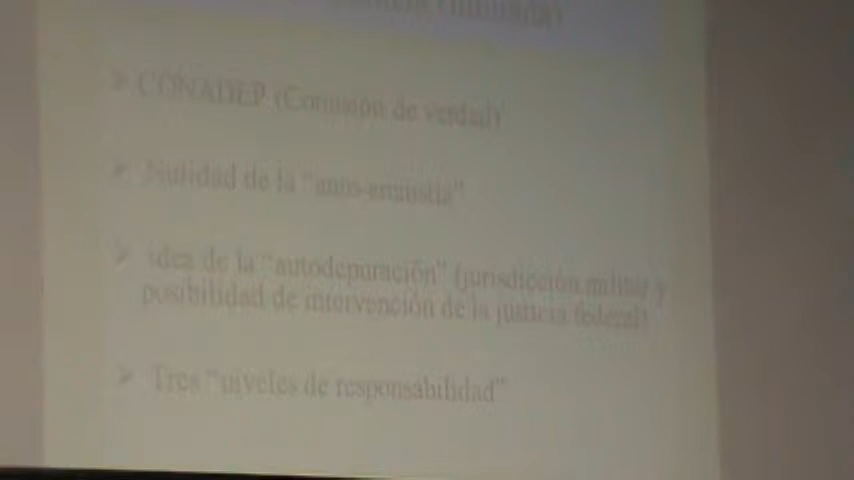 CONADEP (Comisión de verdad)
Nulidad de la "auto-amnistía"
idea de la "autodepuración" (jurisdicción militar y
posibilidad de intervención de la justicia federal)
Tres "niveles de responsabilidad"